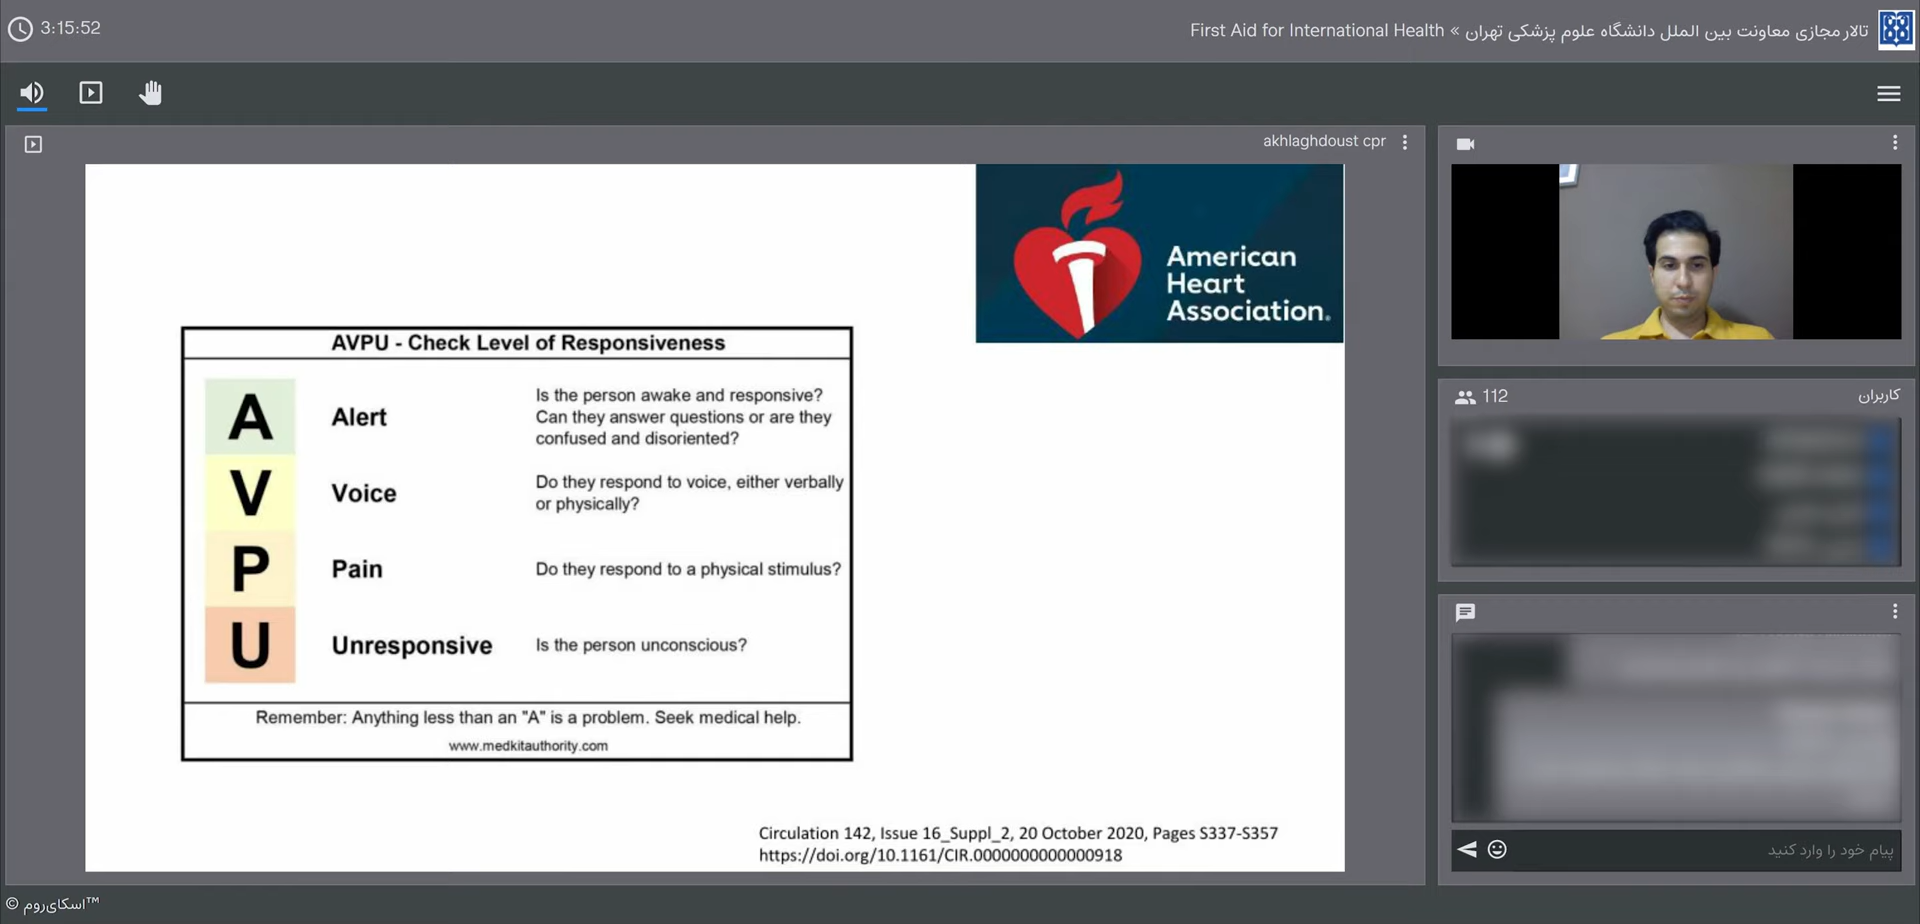 3:15:52
تالار مجازی معاونت بین الملل دانشگاه علوم پزشکی تهران » First Aid for International Health
akhlaghdoust cpr
American
Heart
Association.
AVPU - Check Level of Responsiveness
A Alert Is the person awake and responsive?
Can they answer questions or are they
confused and disoriented?
V Voice Do they respond to voice, either verbally
or physically?
P Pain Do they respond to a physical stimulus?
U Unresponsive Is the person unconscious?
Remember: Anything less than an "A" is a problem. Seek medical help.
www.medkitauthority.com
Circulation 142, Issue 16_Suppl_2, 20 October 2020, Pages S337-S357
https://doi.org/10.1161/CIR.0000000000000918
کاربران 112
پیام خود را وارد کنید
اسکای‌روم™ ©